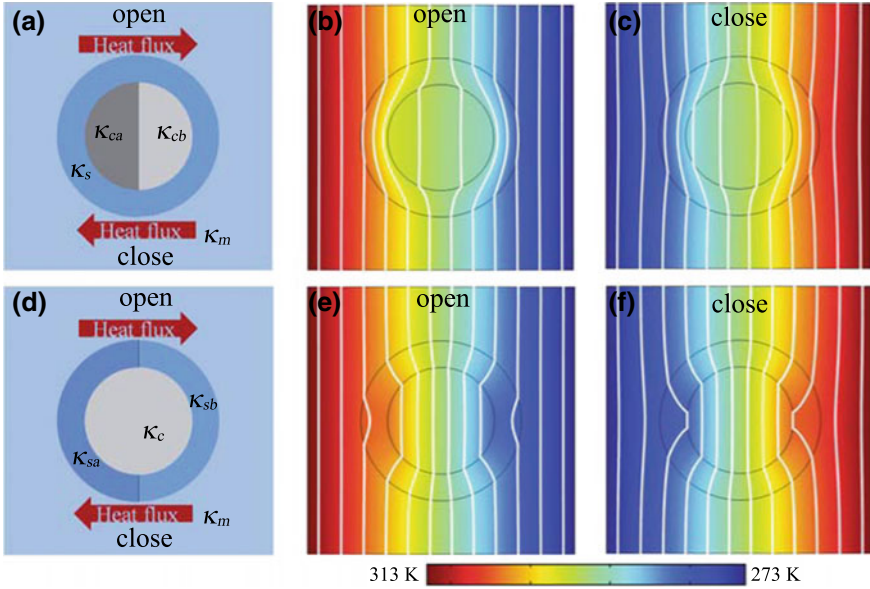 (a) open
Heat flux
κca κcb
κs
Heat flux κm
close
(b) open
(c) close
(d) open
Heat flux
κsb
κc
κsa
Heat flux κm
close
(e) open
(f) close
313 K 273 K